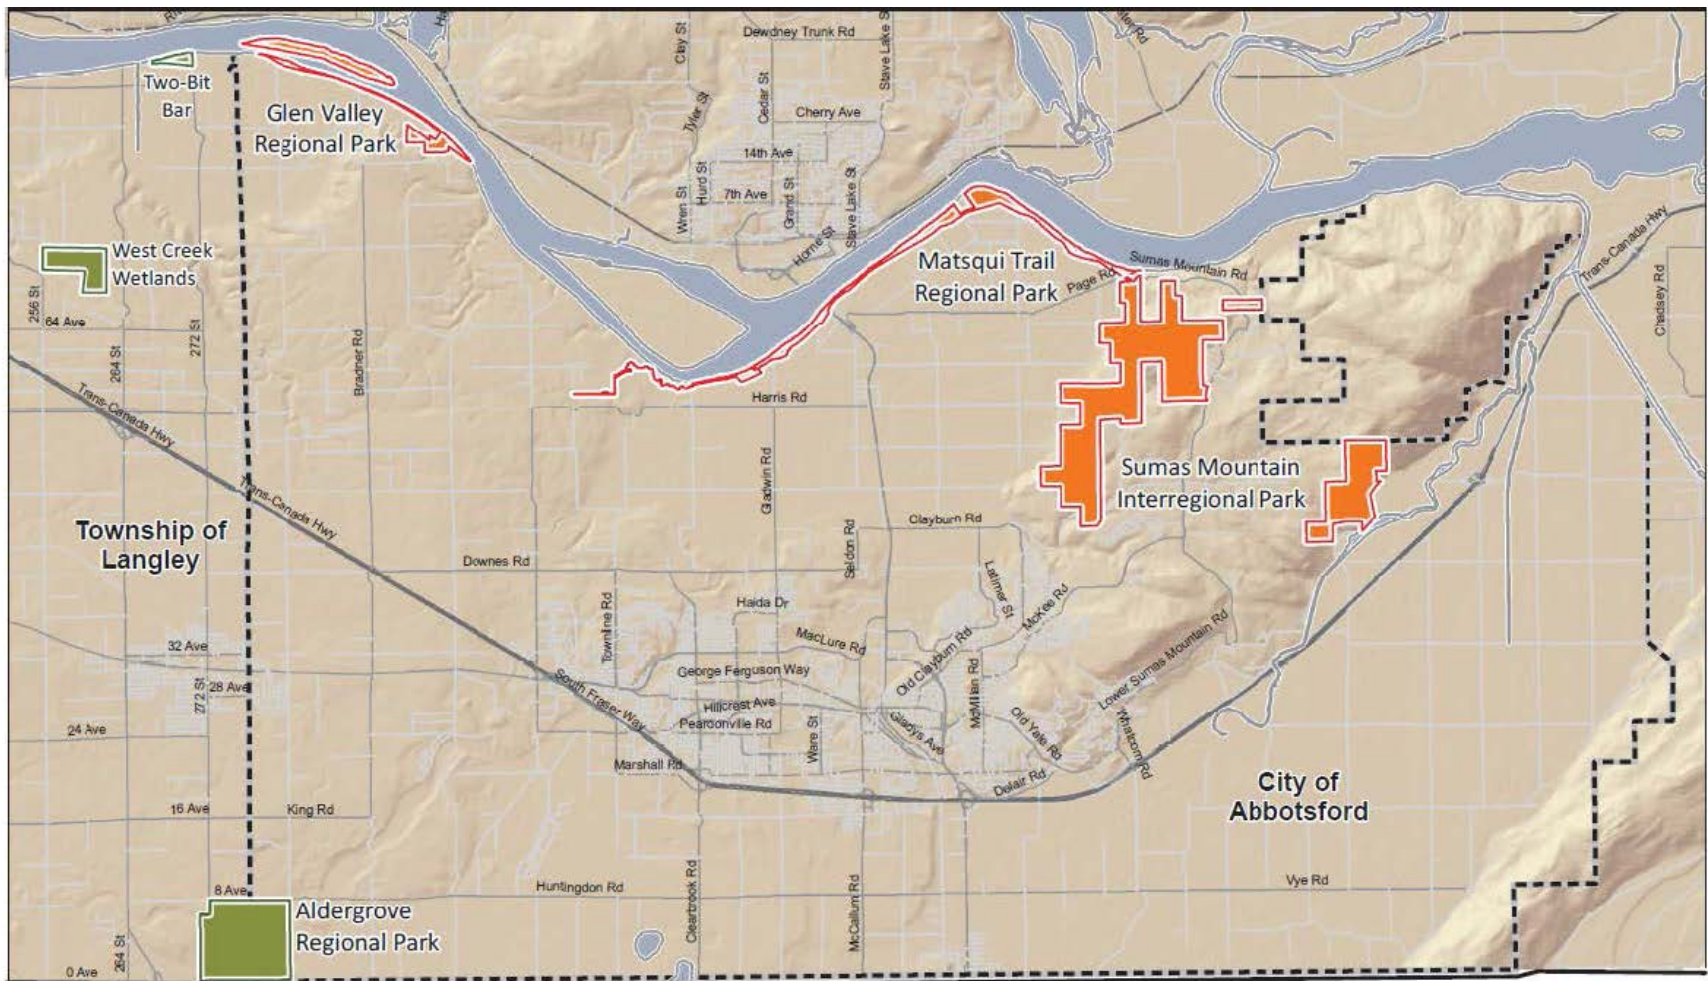 Dewdney Trunk Rd
Clay St
Stave Lake S
Two-Bit
Bar
Glen Valley
Regional Park
Tyler St
Cedar St
Cherry Ave
14th Ave
Hurd St
7th Ave
Wren St
Grand St
Stave Lake St
Horne St
West Creek
Wetlands
256 St
64 Ave
264 St
272 St
Bradner Rd
Matsqui Trail
Regional Park
Page Rd
Sumas Mountain Rd
Trans-Canada Hwy
Chadsey Rd
Trans-Canada Hwy
Harris Rd
Gladwin Rd
Sumas Mountain
Interregional Park
Trans-Canada Hwy
Township of
Langley
Clayburn Rd
Seldon Rd
Downes Rd
Latimer St
McKee Rd
Townline Rd
Haida Dr
MacLure Rd
32 Ave
George Ferguson Way
Old Clayburn Rd
McMillan Rd
Lower Sumas Mountain Rd
28 Ave
272 St
South Fraser Way
Hillcrest Ave
Peardonville Rd
Ware St
Gladys Ave
Old Yale Rd
Whatcom Rd
24 Ave
Marshall Rd
Delair Rd
City of
Abbotsford
16 Ave
King Rd
8 Ave
Huntingdon Rd
Vye Rd
Clearbrook Rd
McCallum Rd
Aldergrove
Regional Park
264 St
0 Ave